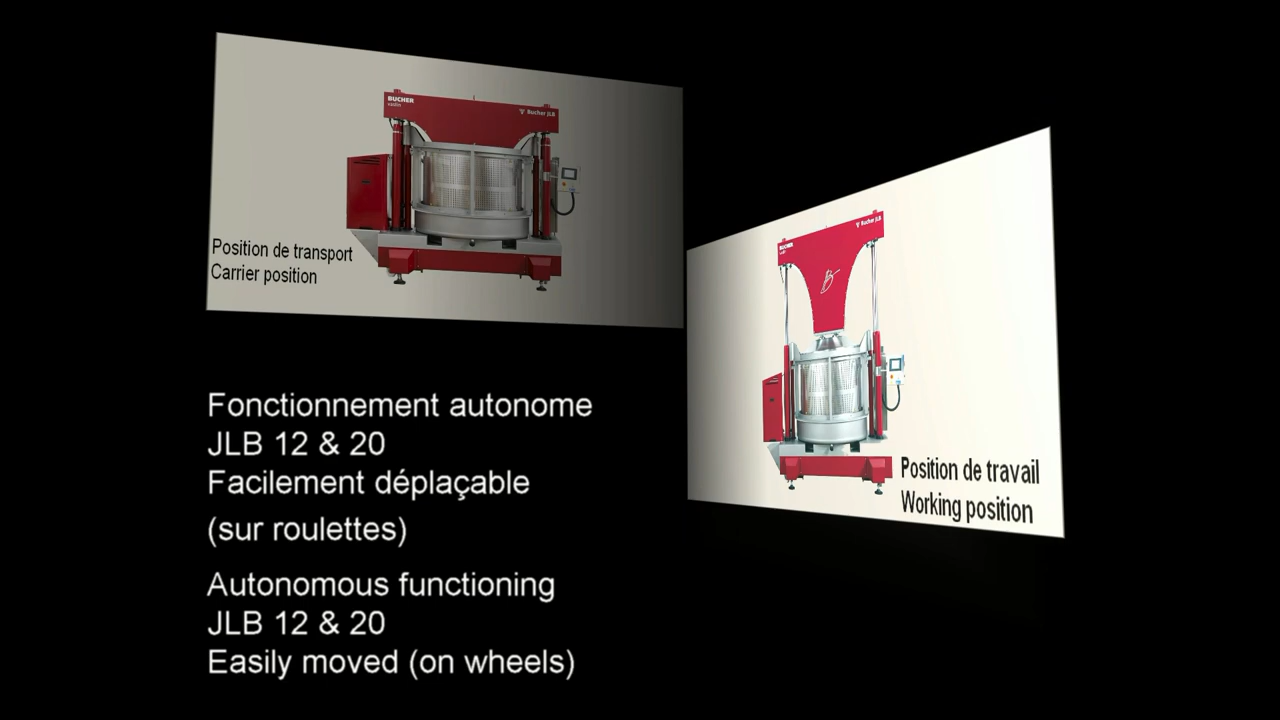 BUCHER
vaslin
Bucher JLB
Position de transport
Carrier position
Bucher JLB
BUCHER
Position de travail
Working position
Fonctionnement autonome
JLB 12 & 20
Facilement déplaçable
(sur roulettes)
Autonomous functioning
JLB 12 & 20
Easily moved (on wheels)